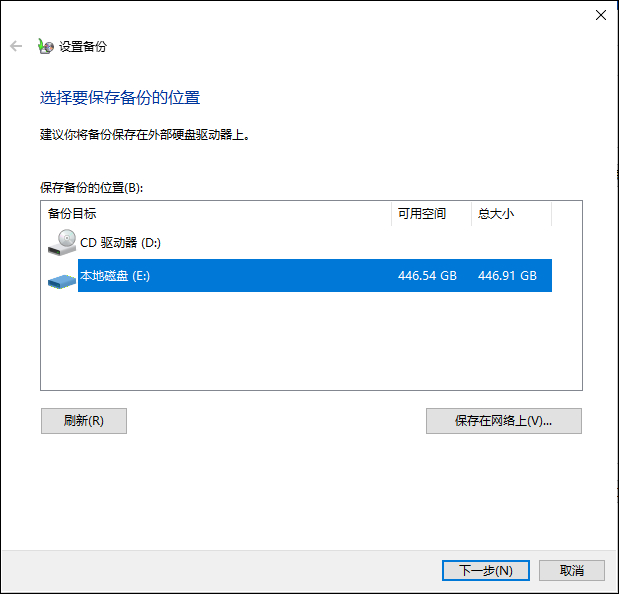 设置备份
选择要保存备份的位置
建议你将备份保存在外部硬盘驱动器上。
保存备份的位置(B):
备份目标 可用空间 总大小
CD 驱动器 (D:)
本地磁盘 (E:) 446.54 GB 446.91 GB
刷新(R) 保存在网络上(V)...
下一步(N) 取消